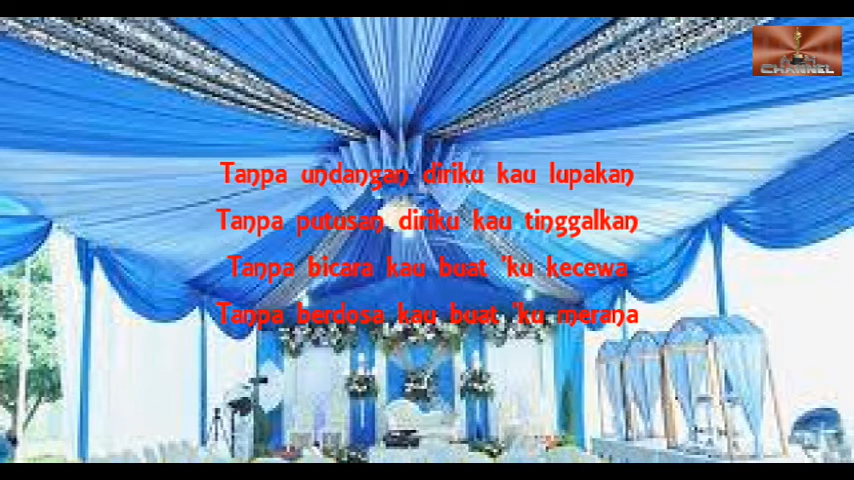 CHANNEL
Tanpa undangan diriku kau lupakan
Tanpa putusan diriku kau tinggalkan
Tanpa bicara kau buat 'ku kecewa
Tanpa berdosa kau buat 'ku merana